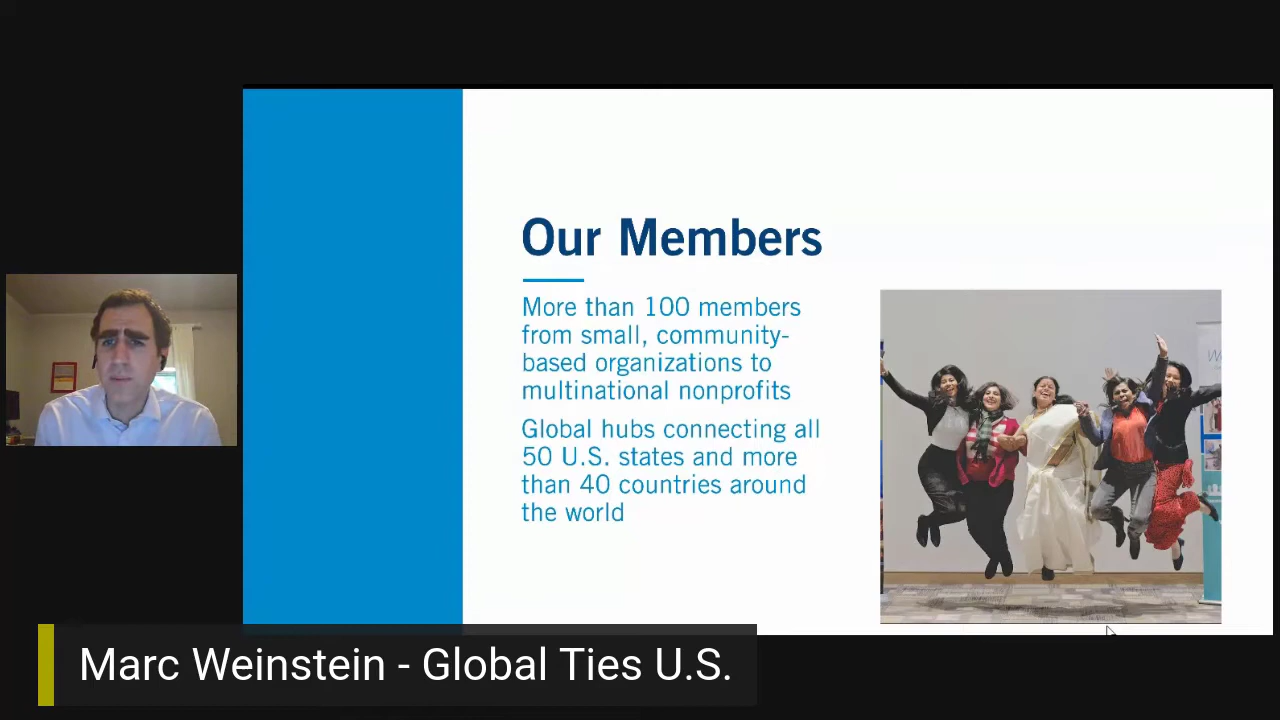 Our Members
More than 100 members
from small, community-
based organizations to
multinational nonprofits
Global hubs connecting all
50 U.S. states and more
than 40 countries around
the world
Marc Weinstein - Global Ties U.S.